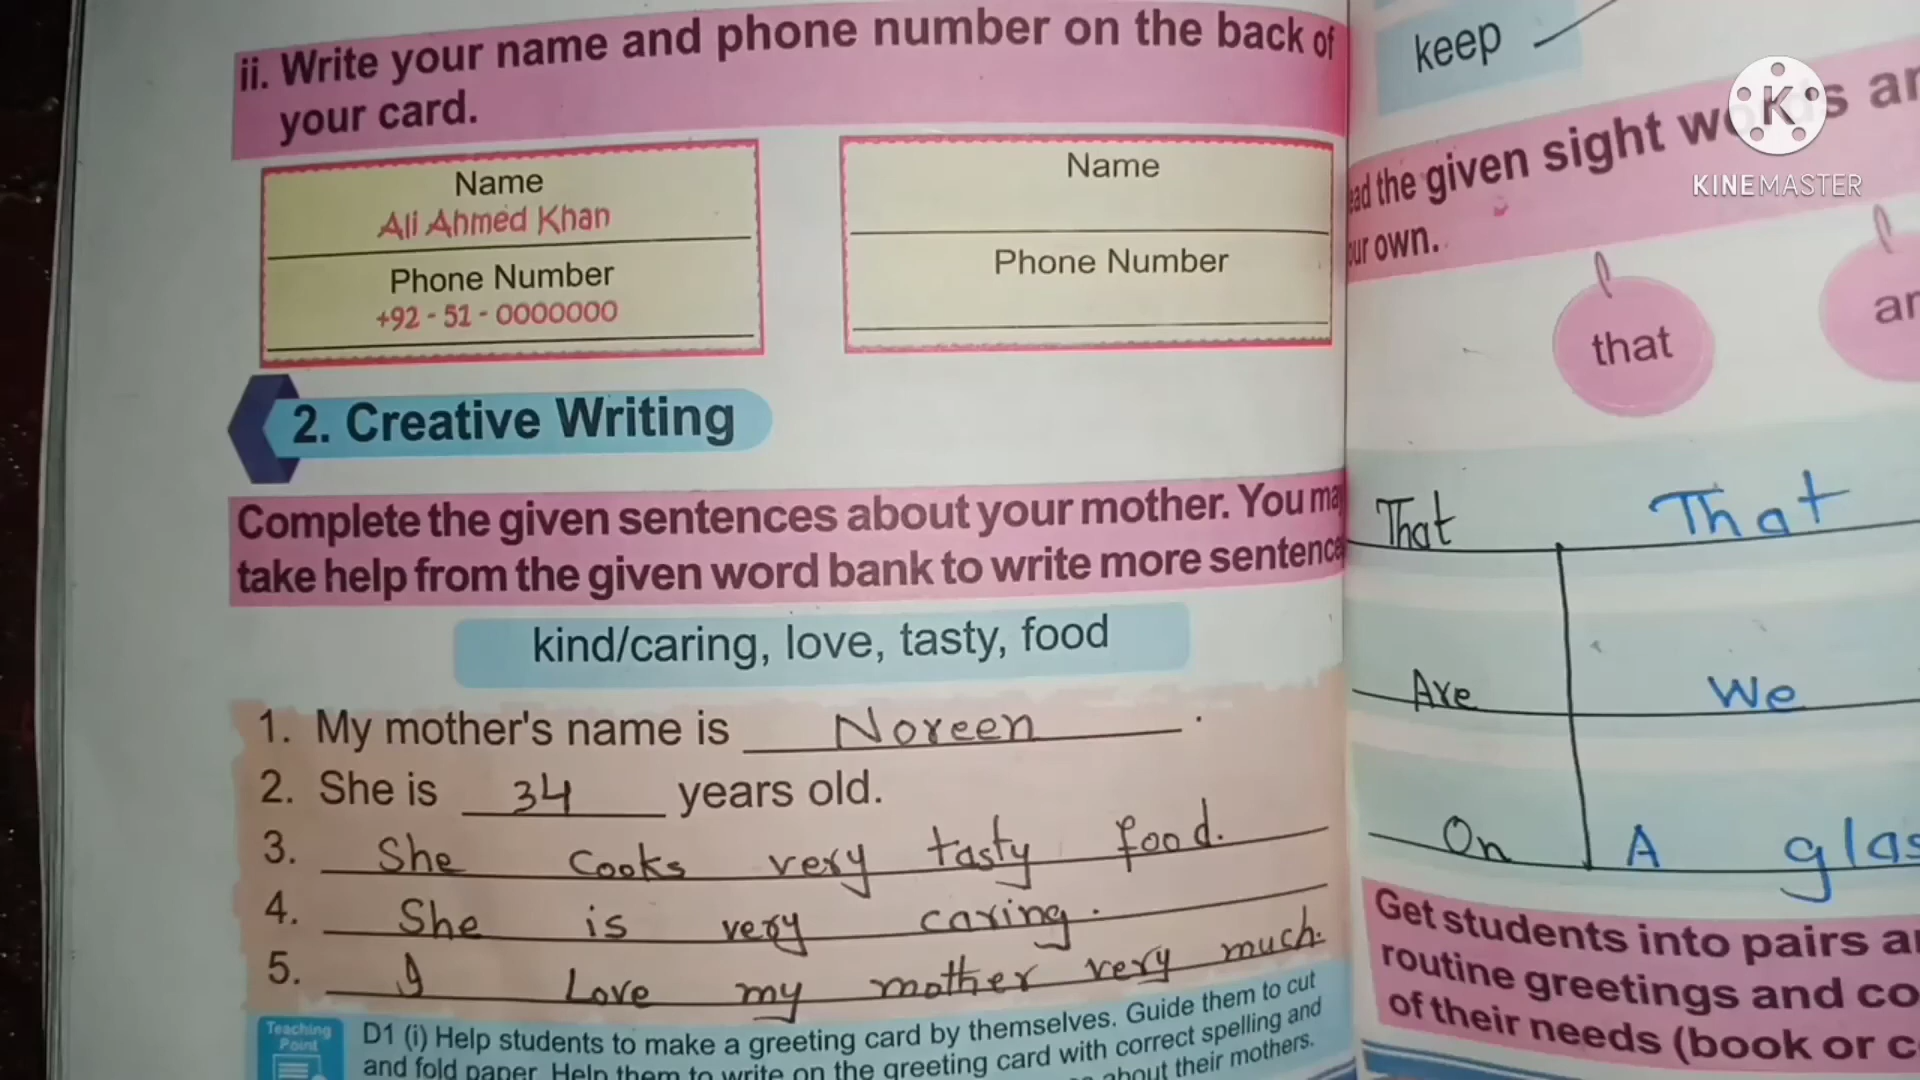 ii. Write your name and phone number on the back of
your card.
Name
Ali Ahmed Khan
Phone Number
+92 - 51 - 0000000
Name
Phone Number
2. Creative Writing
Complete the given sentences about your mother. You
take help from the given word bank to write more
kind/caring, love, tasty, food
1. My mother's name is Noreen.
2. She is 34 years old.
3. She cooks very tasty food.
4. She is very caring.
5. I Love my mother very much.
Teaching
Point
D1 (i) Help students to make a greeting card by themselves. Guide them to cut
and fold paper. Help them to write on the greeting card with correct spelling and
about their mothers.
keep
the given sight
own.
that
That That
Are We
On A
Get students into pairs
routine greetings and
of their needs (book or
K
KINEMASTER